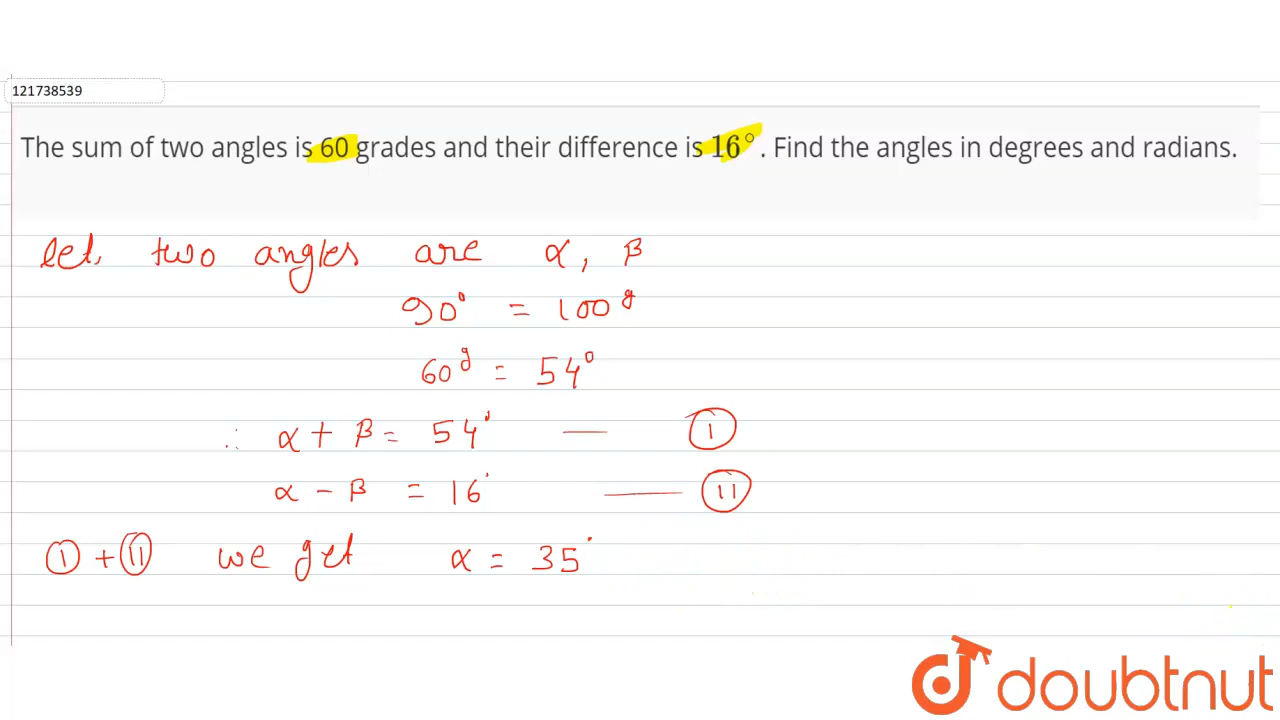 121738539
The sum of two angles is 60 grades and their difference is 16°. Find the angles in degrees and radians.
let, two angles are α, β
90° = 100ᵍ
60ᵍ = 54°
∴ α + β = 54° — (I)
α - β = 16° — (II)
(I) + (II) we get α = 35°
doubtnut